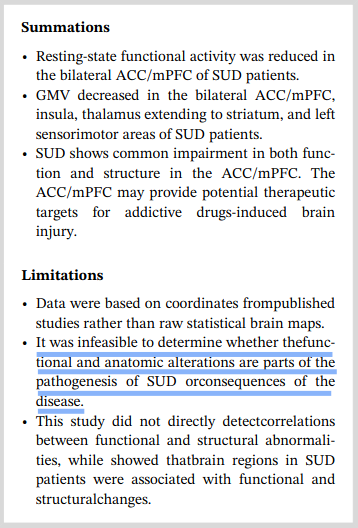 Summations
• Resting-state functional activity was reduced in
the bilateral ACC/mPFC of SUD patients.
• GMV decreased in the bilateral ACC/mPFC,
insula, thalamus extending to striatum, and left
sensorimotor areas of SUD patients.
• SUD shows common impairment in both func-
tion and structure in the ACC/mPFC. The
ACC/mPFC may provide potential therapeutic
targets for addictive drugs-induced brain
injury.
Limitations
• Data were based on coordinates frompublished
studies rather than raw statistical brain maps.
• It was infeasible to determine whether thefunc-
tional and anatomic alterations are parts of the
pathogenesis of SUD orconsequences of the
disease.
• This study did not directly detectcorrelations
between functional and structural abnormali-
ties, while showed thatbrain regions in SUD
patients were associated with functional and
structuralchanges.